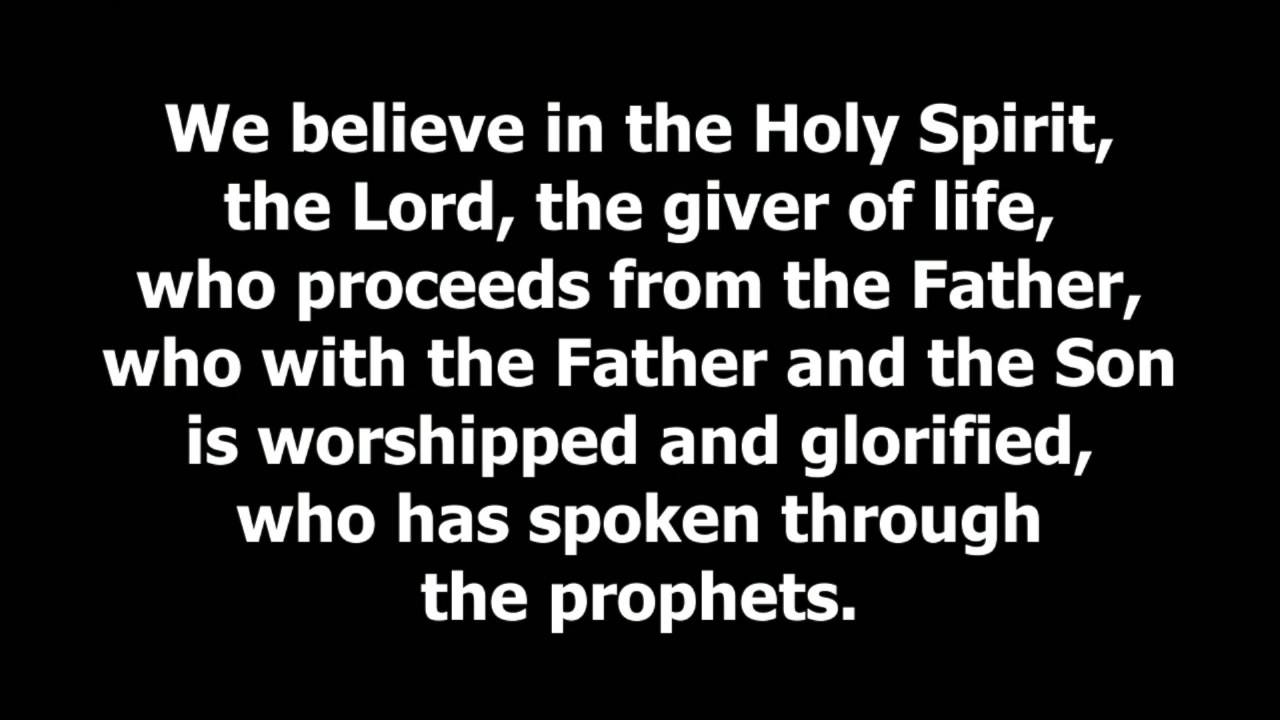 We believe in the Holy Spirit,
the Lord, the giver of life,
who proceeds from the Father,
who with the Father and the Son
is worshipped and glorified,
who has spoken through
the prophets.